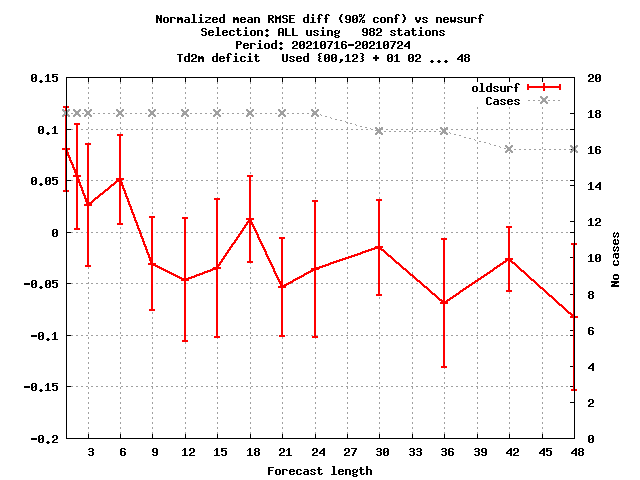 Normalized mean RMSE diff (90% conf) vs newsurf
Selection: ALL using   982 stations
Period: 20210716-20210724
Td2m deficit   Used {00,12} + 01 02 ... 48
oldsurf
Cases
0.15
0.1
0.05
0
-0.05
-0.1
-0.15
-0.2
20
18
16
14
12
10
8
6
4
2
0
No cases
3 6 9 12 15 18 21 24 27 30 33 36 39 42 45 48
Forecast length